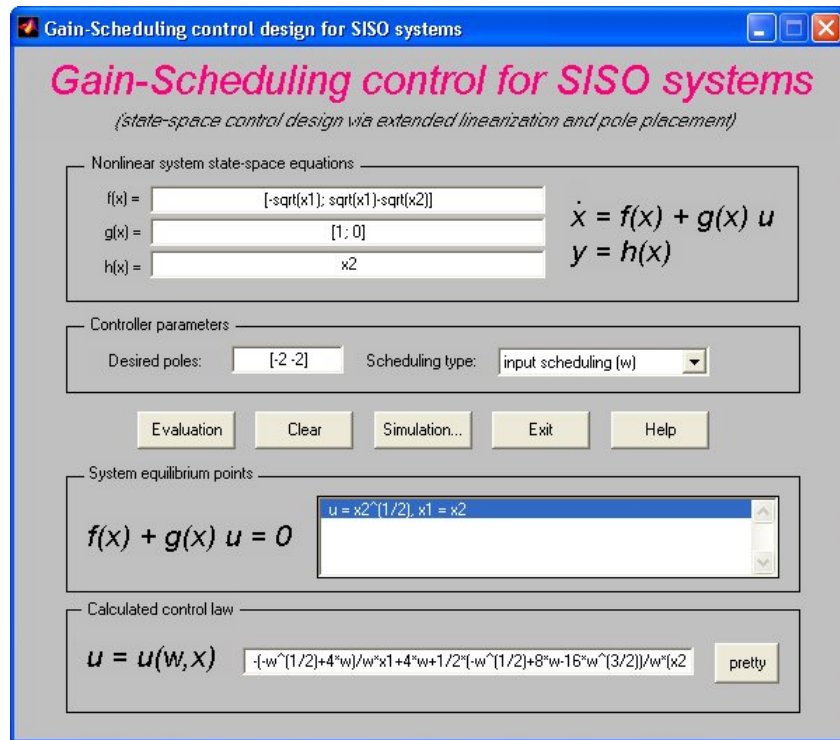 Gain-Scheduling control design for SISO systems
Gain-Scheduling control for SISO systems
(state-space control design via extended linearization and pole placement)
Nonlinear system state-space equations
f(x) = [-sqrt(x1); sqrt(x1)-sqrt(x2)]
g(x) = [1; 0]
h(x) = x2
ẋ = f(x) + g(x) u
y = h(x)
Controller parameters
Desired poles: [-2 -2] Scheduling type: input scheduling (w)
Evaluation Clear Simulation... Exit Help
System equilibrium points
f(x) + g(x) u = 0
u = x2^(1/2), x1 = x2
Calculated control law
u = u(w,x) -(-w^(1/2)+4*w)/w*x1+4*w+1/2*(-w^(1/2)+8*w-16*w^(3/2))/w*(x2 pretty